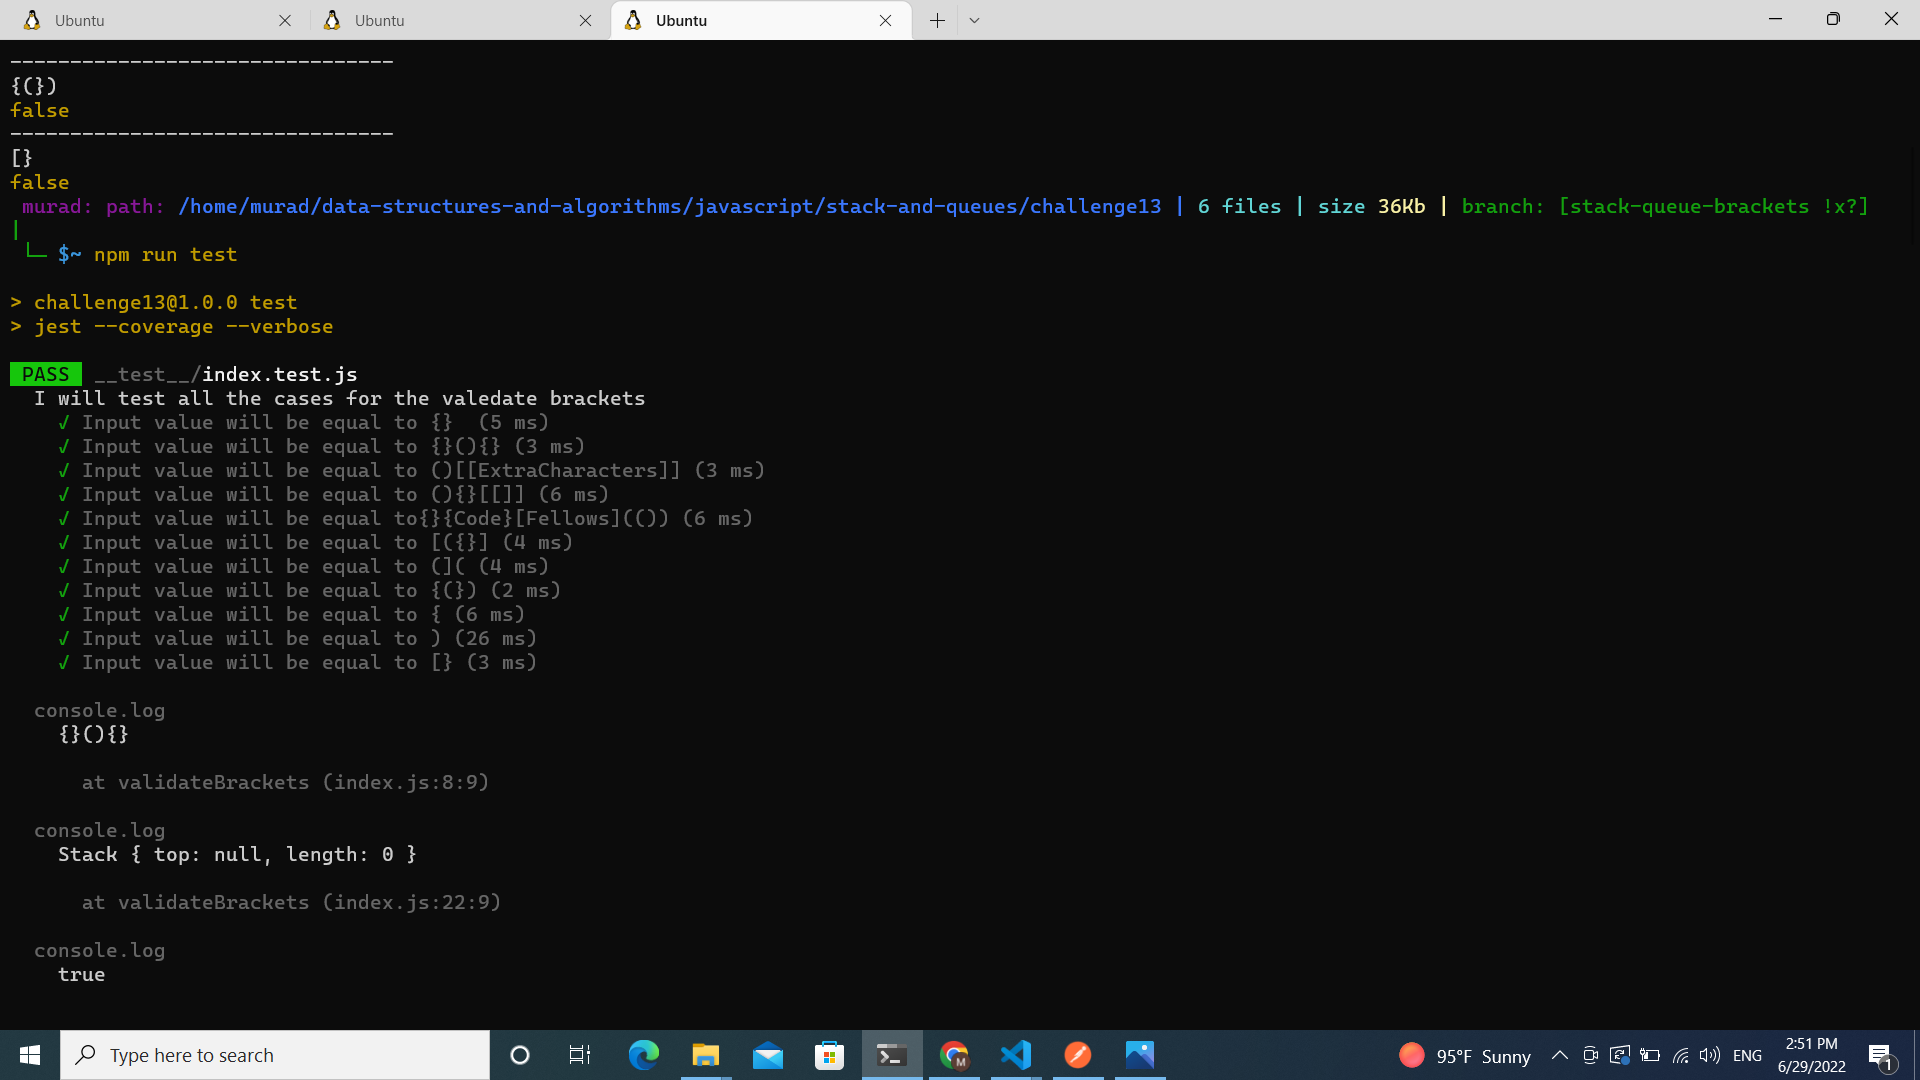 Ubuntu
Ubuntu
Ubuntu
--------------------------------
{(})
false
--------------------------------
[}
false
murad: path: /home/murad/data-structures-and-algorithms/javascript/stack-and-queues/challenge13 | 6 files | size 36Kb | branch: [stack-queue-brackets !x?]
|
└─ $~ npm run test
> challenge13@1.0.0 test
> jest --coverage --verbose
PASS __test__/index.test.js
I will test all the cases for the valedate brackets
√ Input value will be equal to {}  (5 ms)
√ Input value will be equal to {}(){} (3 ms)
√ Input value will be equal to ()[[ExtraCharacters]] (3 ms)
√ Input value will be equal to (){}[[]] (6 ms)
√ Input value will be equal to{}{Code}[Fellows](()) (6 ms)
√ Input value will be equal to [({}] (4 ms)
√ Input value will be equal to (]( (4 ms)
√ Input value will be equal to {(}) (2 ms)
√ Input value will be equal to { (6 ms)
√ Input value will be equal to ) (26 ms)
√ Input value will be equal to [} (3 ms)
console.log
{}(){}
at validateBrackets (index.js:8:9)
console.log
Stack { top: null, length: 0 }
at validateBrackets (index.js:22:9)
console.log
true
Type here to search
M
95°F Sunny
ENG
2:51 PM
6/29/2022
1